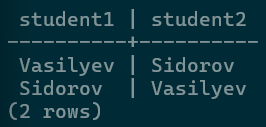 student1 | student2
----------+----------
 Vasilyev | Sidorov
 Sidorov  | Vasilyev
(2 rows)